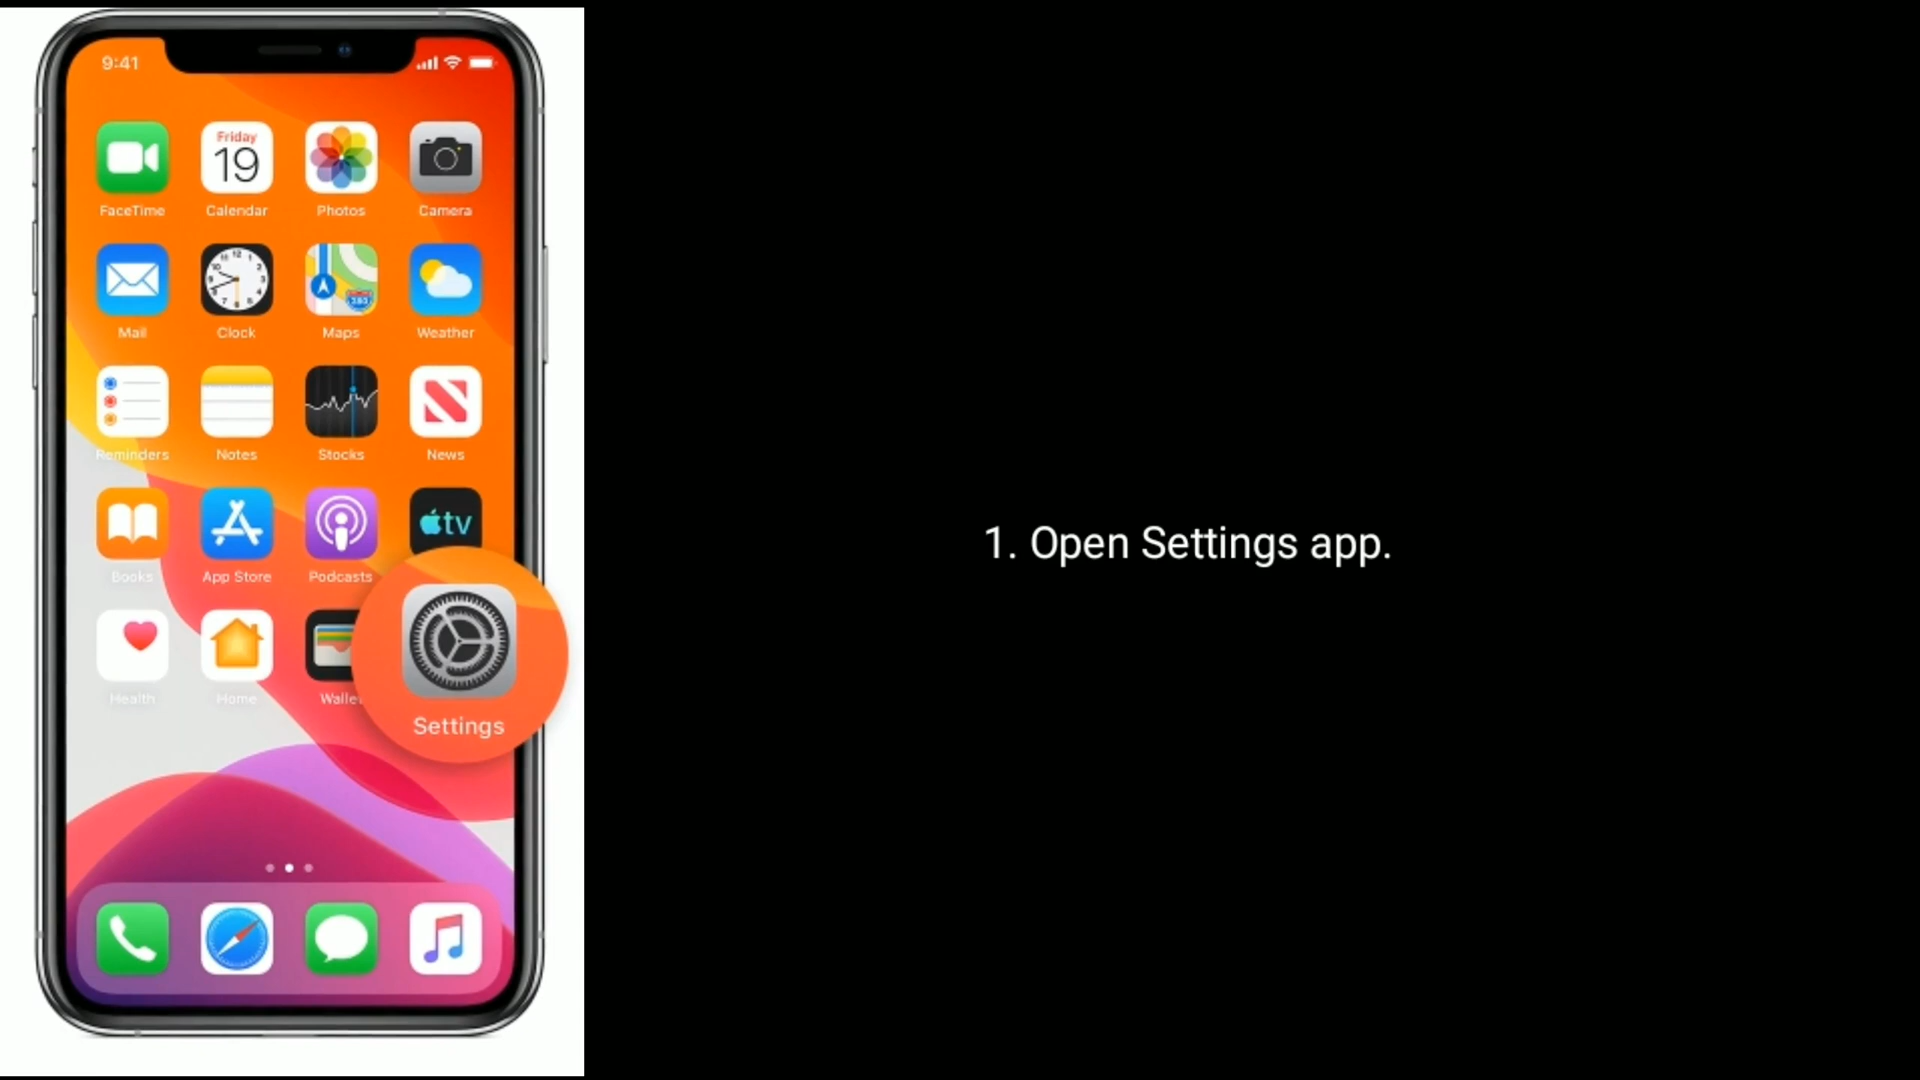 9:41
Friday
19
FaceTime
Calendar
Photos
Camera
Mail
Clock
Maps
Weather
Reminders
Notes
Stocks
News
tv
Books
App Store
Podcasts
Settings
Health
Home
Walle
1. Open Settings app.